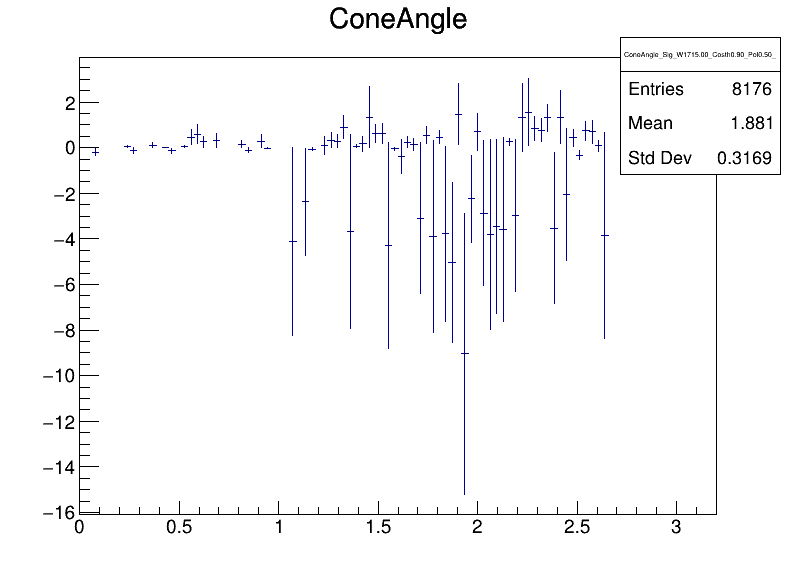 ConeAngle
ConeAngle_Sig_W1715.00_Costh0.90_Pol0.50_
Entries 8176
Mean 1.881
Std Dev 0.3169
2
0
−2
−4
−6
−8
−10
−12
−14
−16
0 0.5 1 1.5 2 2.5 3